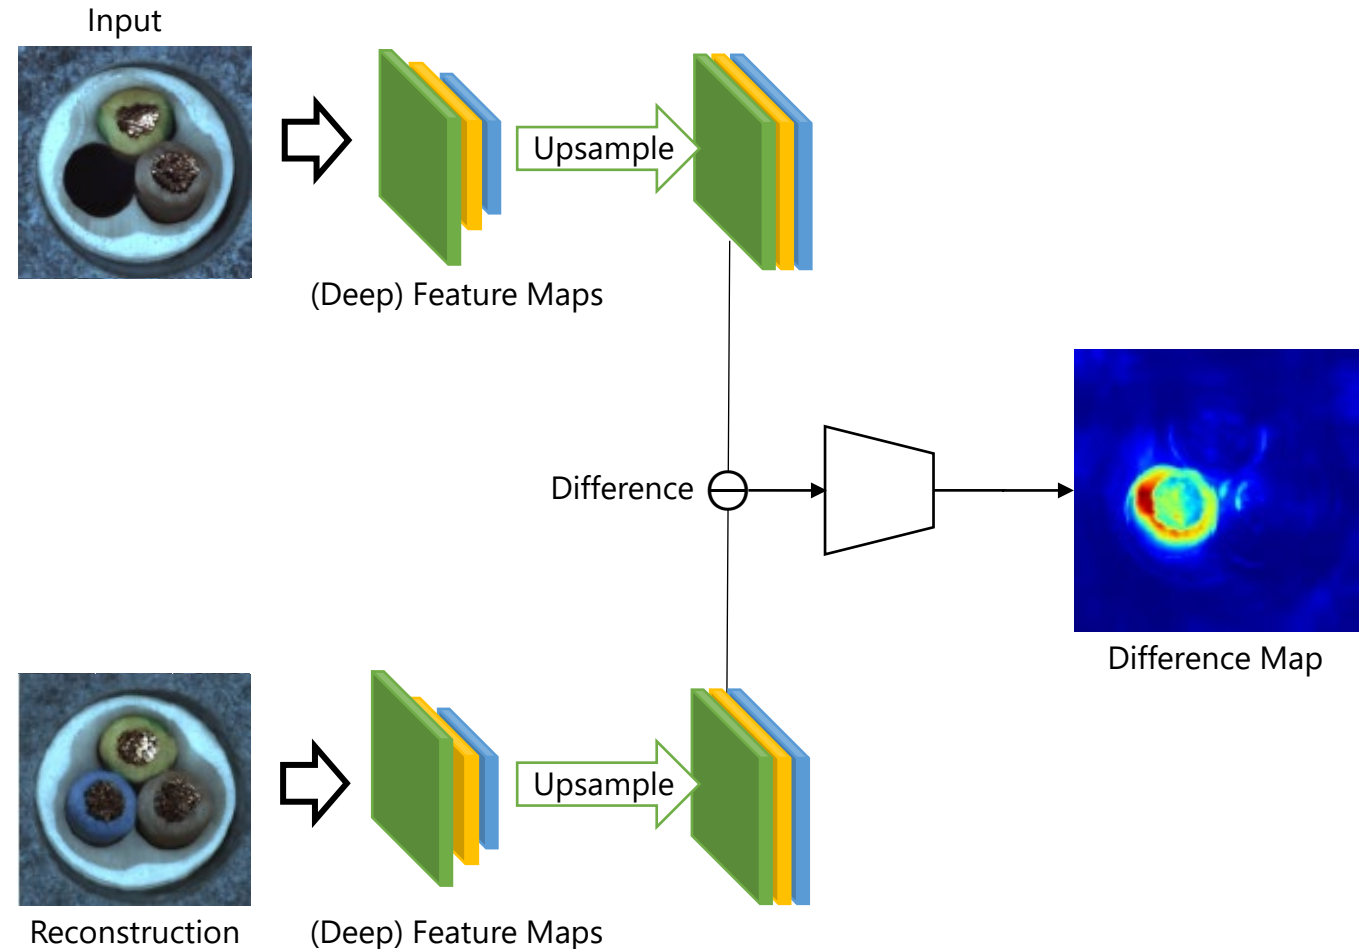 Input
Upsample
(Deep) Feature Maps
Difference
Difference Map
Upsample
Reconstruction
(Deep) Feature Maps